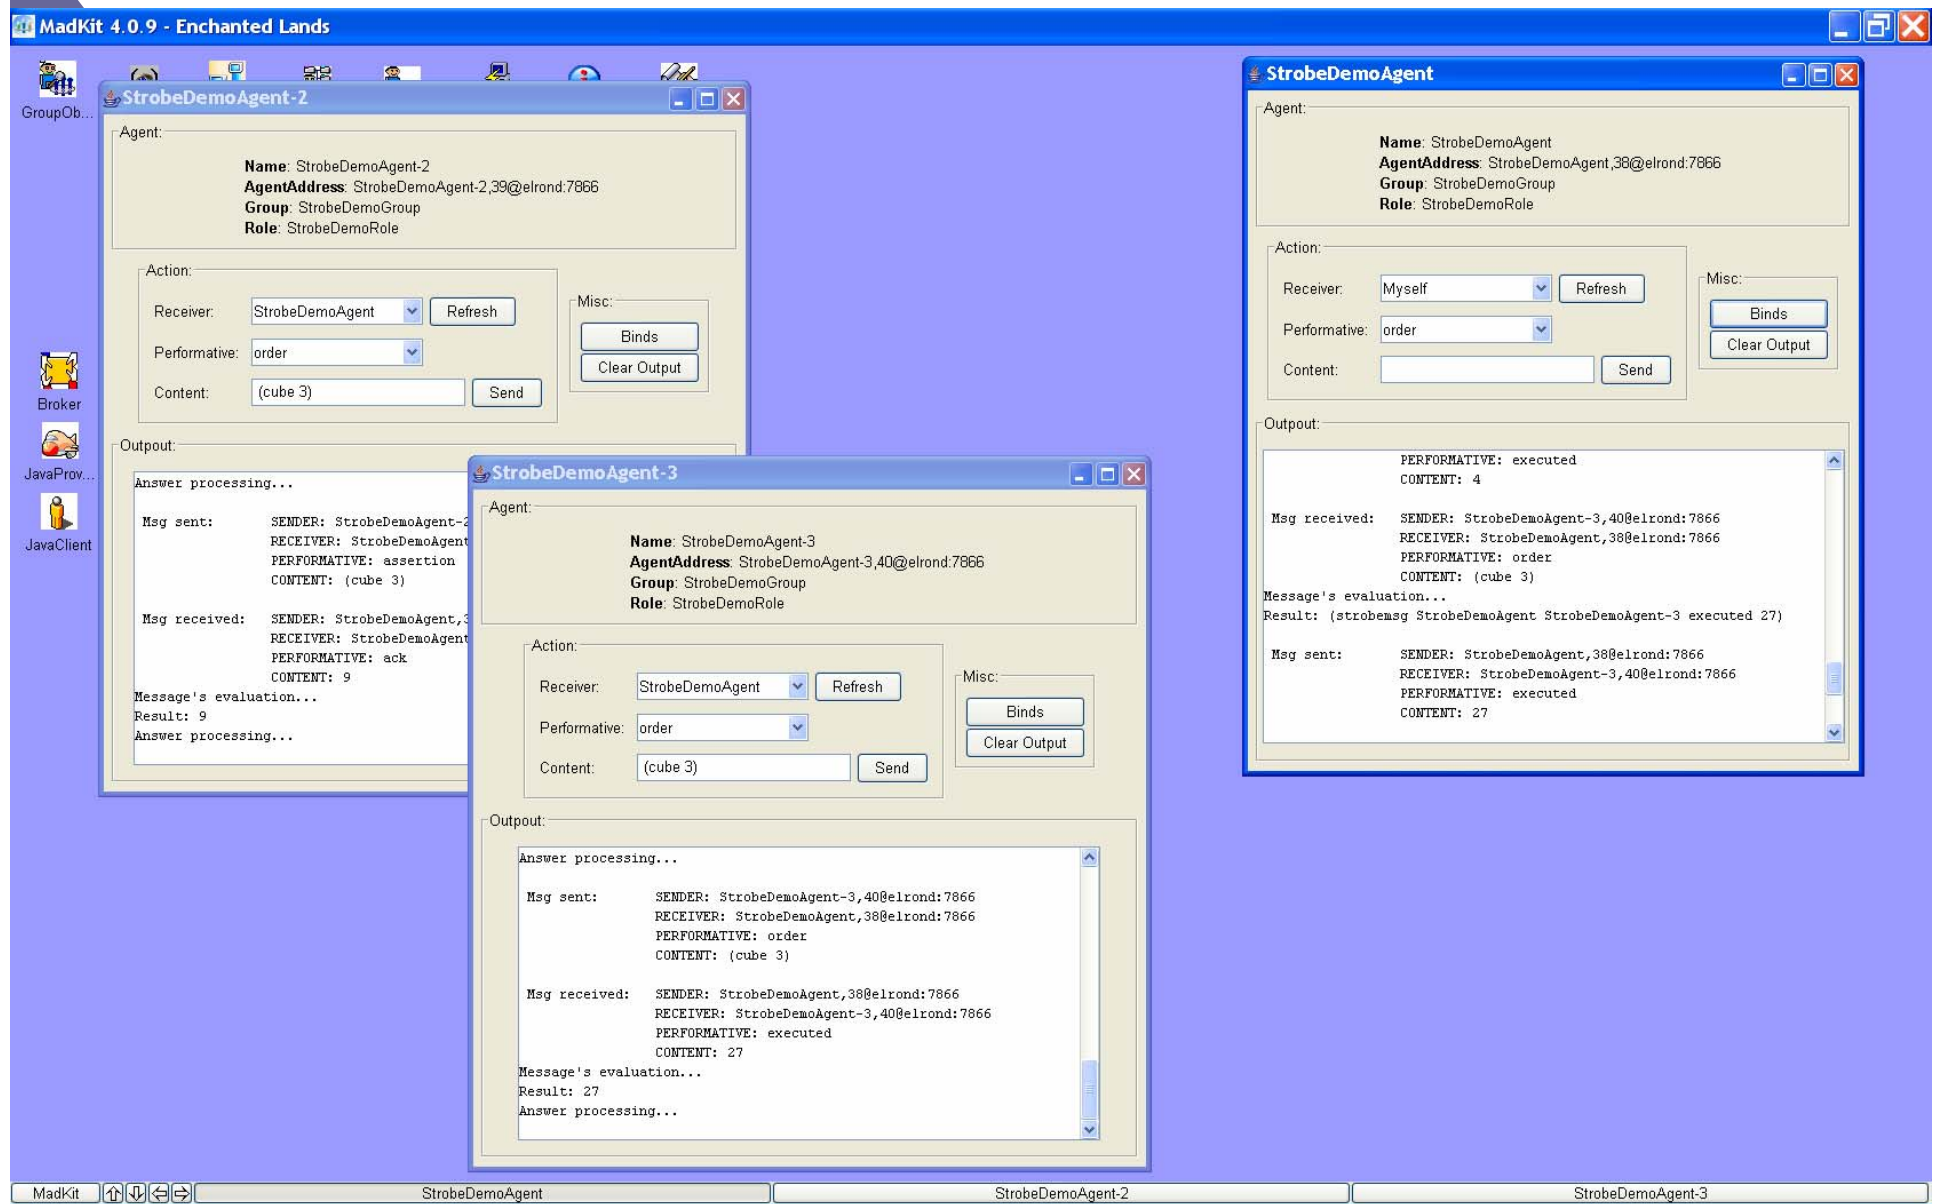 MadKit 4.0.9 - Enchanted Lands
GroupOb...
Broker
JavaProv...
JavaClient
StrobeDemoAgent-2
Agent:
Name: StrobeDemoAgent-2
AgentAddress: StrobeDemoAgent-2,39@elrond:7866
Group: StrobeDemoGroup
Role: StrobeDemoRole
Action:
Receiver: StrobeDemoAgent Refresh
Performative: order
Content: (cube 3) Send
Misc:
Binds
Clear Output
Outpout:
Answer processing...
Msg sent: SENDER: StrobeDemoAgent-2
RECEIVER: StrobeDemoAgent
PERFORMATIVE: assertion
CONTENT: (cube 3)
Msg received: SENDER: StrobeDemoAgent,3
RECEIVER: StrobeDemoAgent
PERFORMATIVE: ack
CONTENT: 9
Message's evaluation...
Result: 9
Answer processing...
StrobeDemoAgent-3
Agent:
Name: StrobeDemoAgent-3
AgentAddress: StrobeDemoAgent-3,40@elrond:7866
Group: StrobeDemoGroup
Role: StrobeDemoRole
Action:
Receiver: StrobeDemoAgent Refresh
Performative: order
Content: (cube 3) Send
Misc:
Binds
Clear Output
Outpout:
Answer processing...
Msg sent: SENDER: StrobeDemoAgent-3,40@elrond:7866
RECEIVER: StrobeDemoAgent,38@elrond:7866
PERFORMATIVE: order
CONTENT: (cube 3)
Msg received: SENDER: StrobeDemoAgent,38@elrond:7866
RECEIVER: StrobeDemoAgent-3,40@elrond:7866
PERFORMATIVE: executed
CONTENT: 27
Message's evaluation...
Result: 27
Answer processing...
StrobeDemoAgent
Agent:
Name: StrobeDemoAgent
AgentAddress: StrobeDemoAgent,38@elrond:7866
Group: StrobeDemoGroup
Role: StrobeDemoRole
Action:
Receiver: Myself Refresh
Performative: order
Content: Send
Misc:
Binds
Clear Output
Outpout:
PERFORMATIVE: executed
CONTENT: 4
Msg received: SENDER: StrobeDemoAgent-3,40@elrond:7866
RECEIVER: StrobeDemoAgent,38@elrond:7866
PERFORMATIVE: order
CONTENT: (cube 3)
Message's evaluation...
Result: (strobemsg StrobeDemoAgent StrobeDemoAgent-3 executed 27)
Msg sent: SENDER: StrobeDemoAgent,38@elrond:7866
RECEIVER: StrobeDemoAgent-3,40@elrond:7866
PERFORMATIVE: executed
CONTENT: 27
MadKit StrobeDemoAgent StrobeDemoAgent-2 StrobeDemoAgent-3